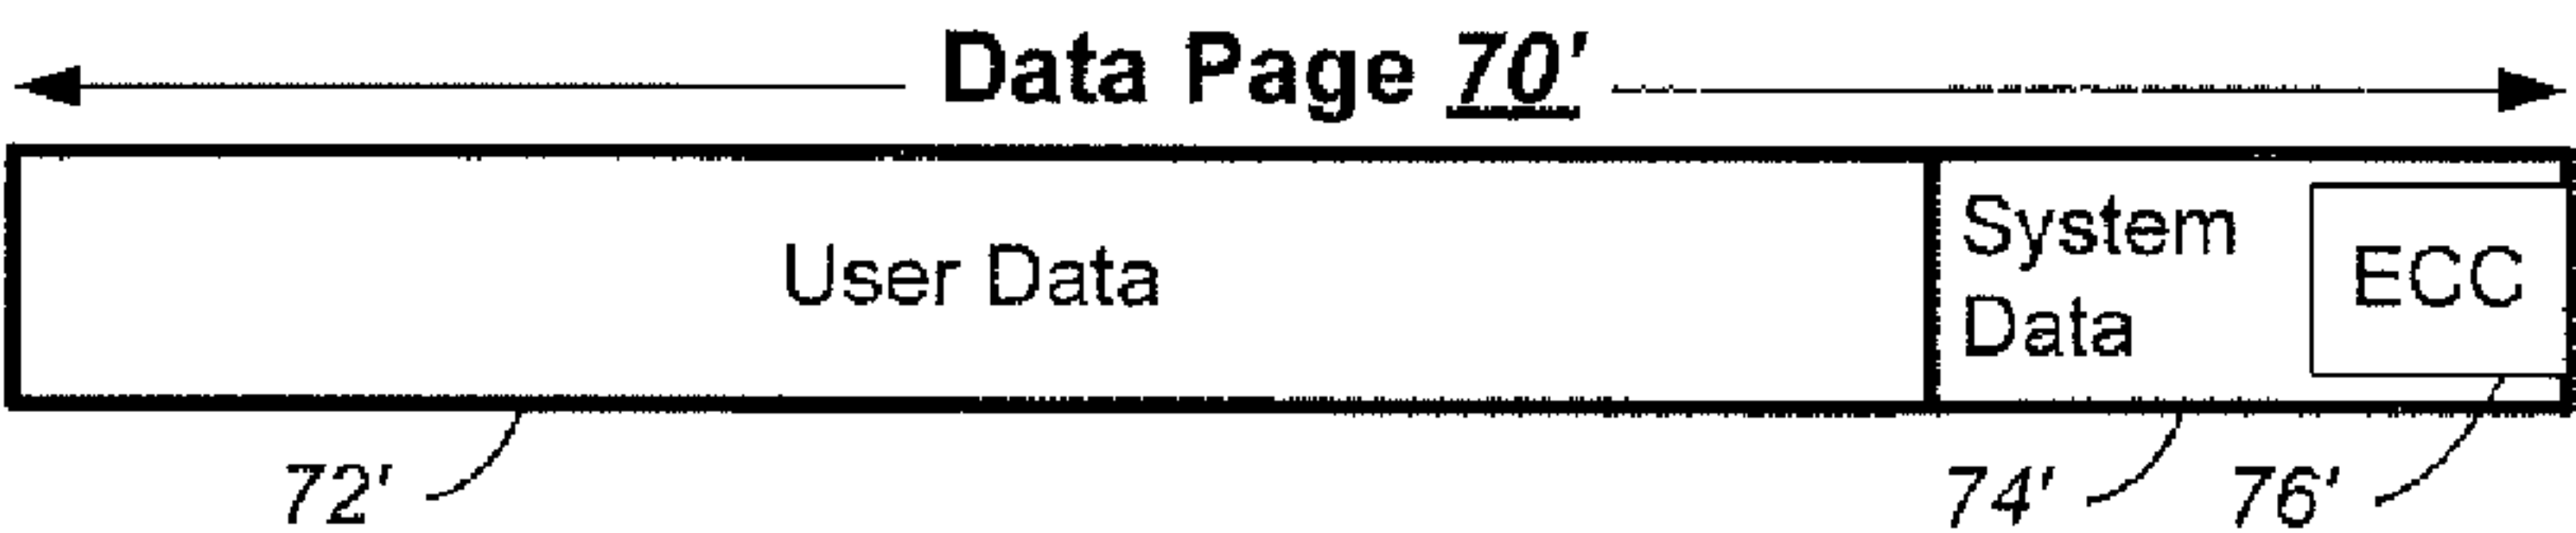 Data Page 70'
User Data
System
Data
ECC
72'
74'
76'